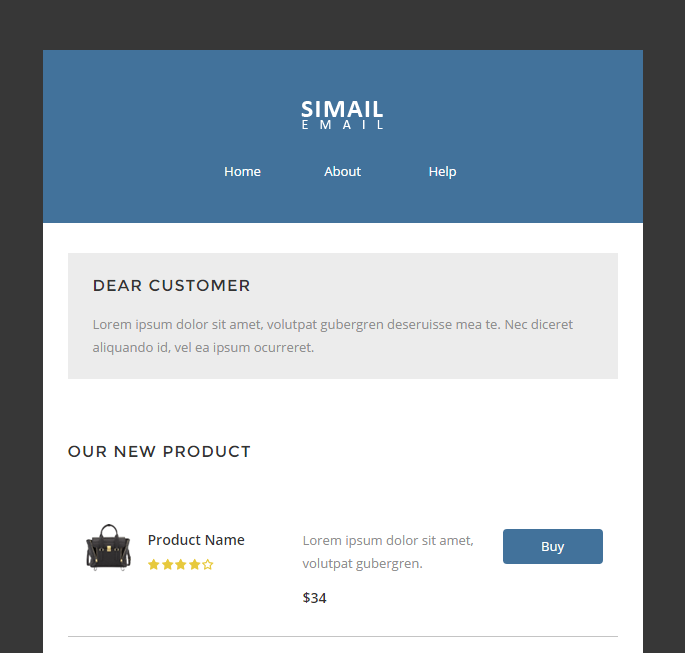 SIMAIL
EMAIL
Home About Help
DEAR CUSTOMER
Lorem ipsum dolor sit amet, volutpat gubergren deseruisse mea te. Nec diceret
aliquando id, vel ea ipsum ocurreret.
OUR NEW PRODUCT
Product Name
Lorem ipsum dolor sit amet,
volutpat gubergren.
$34
Buy